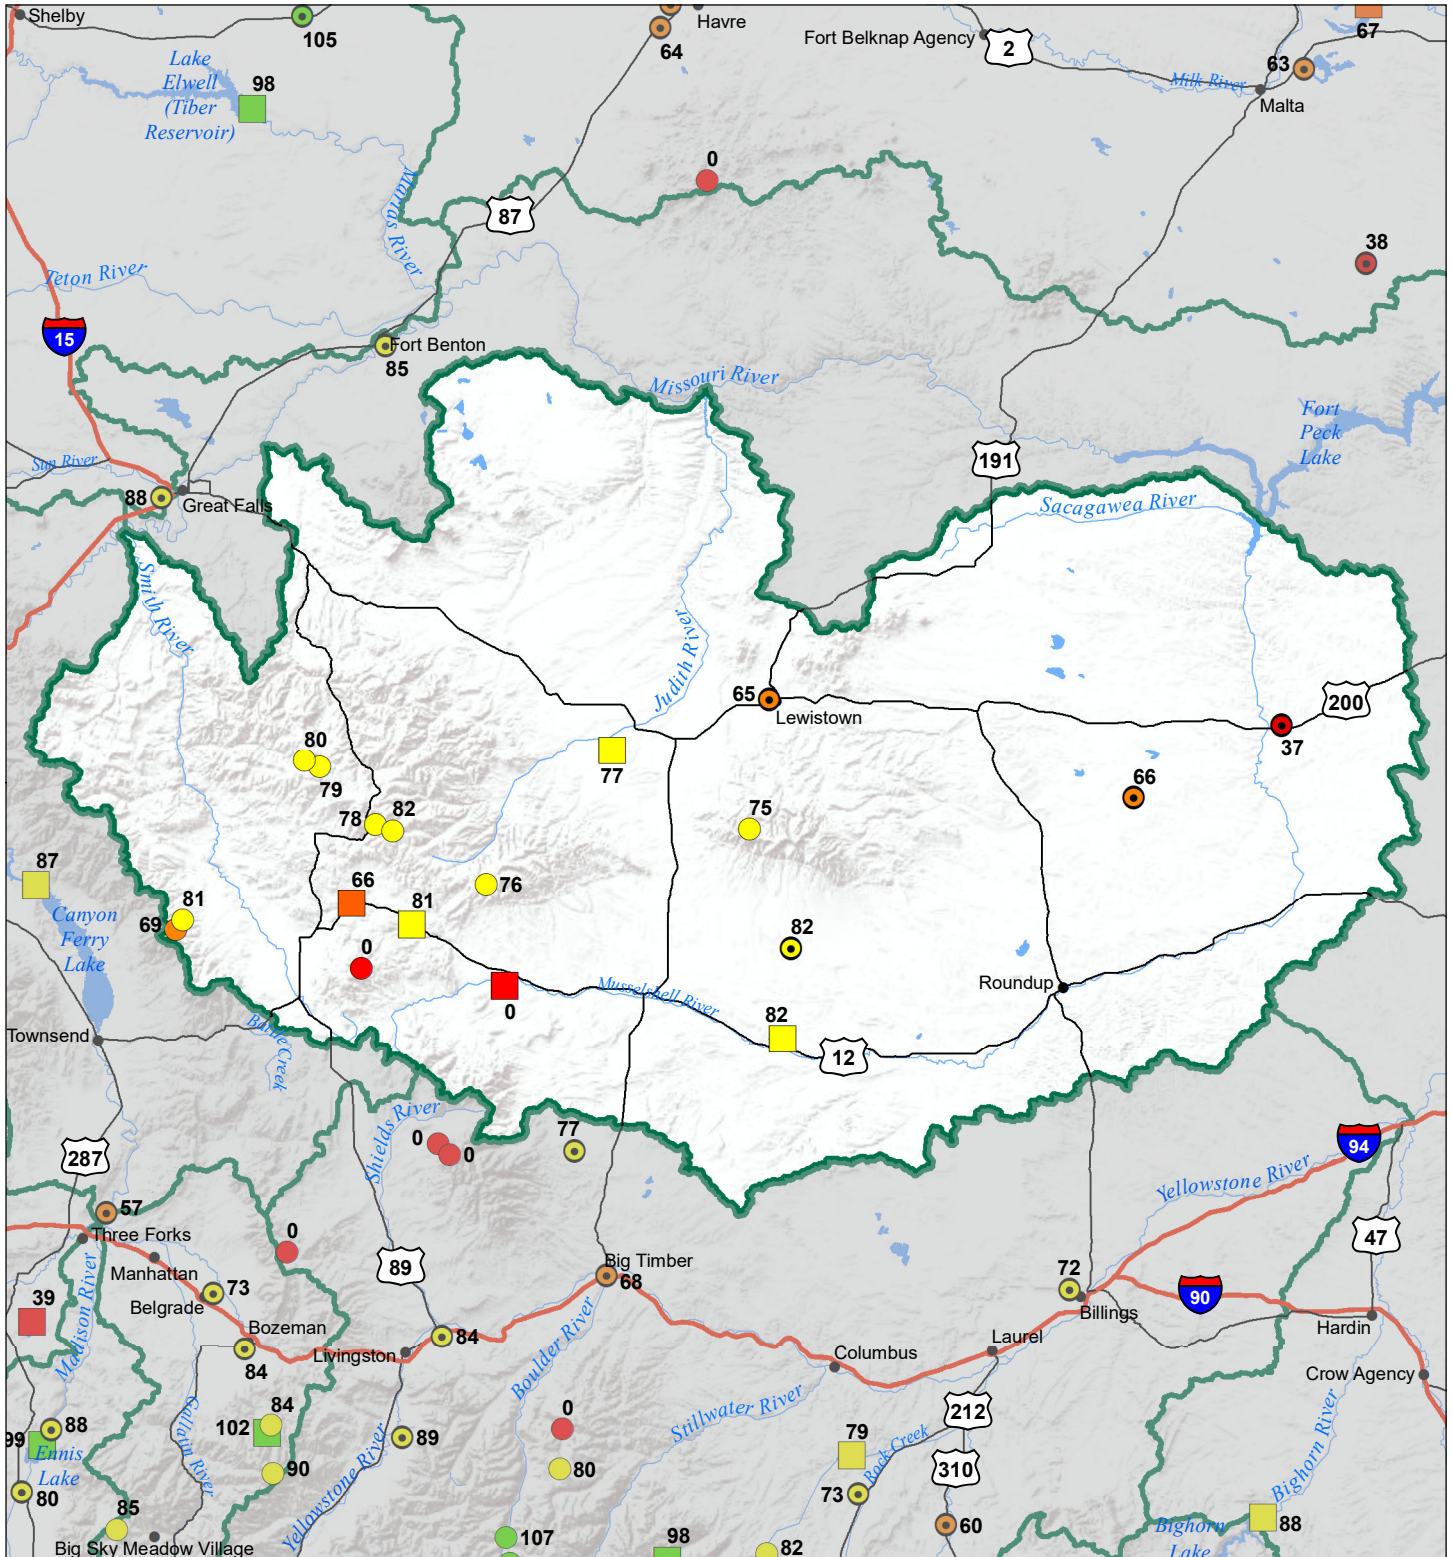 Shelby
105
Havre
64
Fort Belknap Agency
2
67
63
Milk River
Malta
Lake
Elwell
(Tiber
Reservoir)
98
0
Marias River
87
38
Teton River
15
Fort Benton
85
Missouri River
Fort
Peck
Lake
191
Sun River
88
Great Falls
Sacagawea River
Smith River
Judith River
65
Lewistown
200
37
80
79
77
66
78
82
75
87
66
76
81
81
69
Canyon
Ferry
Lake
0
82
Roundup
0
Musselshell River
82
12
Townsend
Battle Creek
Shields River
0
0
77
94
287
Yellowstone River
57
Three Forks
0
47
Manhattan
89
Big Timber
68
72
90
Billings
73
Belgrade
39
Madison River
Bozeman
84
Livingston
84
Boulder River
Laurel
Hardin
Columbus
Crow Agency
84
102
88
99
Ennis
Lake
Gallatin River
89
0
Stillwater River
212
79
Rock Creek
Bighorn River
90
80
310
80
73
85
Yellowstone River
107
98
82
60
88
Bighorn
Lake
Big Sky Meadow Village